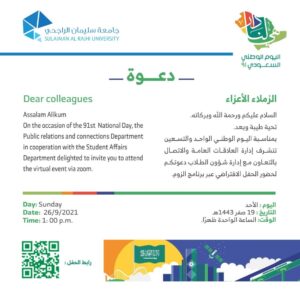 جامعة سليمان الراجحي
SULAIMAN AL RAJHI UNIVERSITY
اليوم الوطني
السعودي 91
دعـــوة
Dear colleagues
Assalam Alikum
On the occasion of the 91st National Day, the
Public relations and connections Department
in cooperation with the Student Affairs
Department delighted to invite you to attend
the virtual event via zoom.
الزملاء الأعزاء
السلام عليكم ورحمة الله وبركاته.
تحية طيبة وبعد.
بمناسبة اليوم الوطني الواحد والتسعين
تتشرف إدارة العلاقات العامة والاتصال
بالتعاون مع إدارة شؤون الطلاب دعوتكم
لحضور الحفل الافتراضي عبر برنامج الزوم.
Day: Sunday
Date: 26/9/2021
Time: 1: 00 p.m.
اليوم : الأحد
التاريخ : 19 صفر 1443هـ
الوقت: الساعة الواحدة ظهرًا.
رابط الحفل :